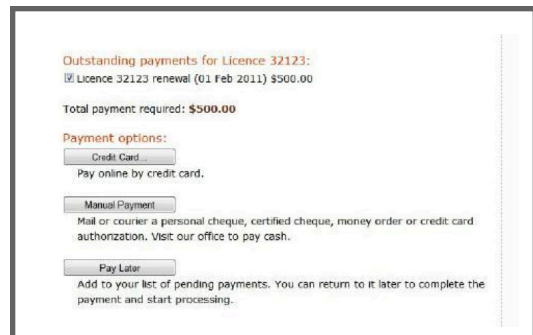 Outstanding payments for Licence 32123:
Licence 32123 renewal (01 Feb 2011) $500.00
Total payment required: $500.00
Payment options:
Credit Card...
Pay online by credit card.
Manual Payment
Mail or courier a personal cheque, certified cheque, money order or credit card
authorization. Visit our office to pay cash.
Pay Later
Add to your list of pending payments. You can return to it later to complete the
payment and start processing.